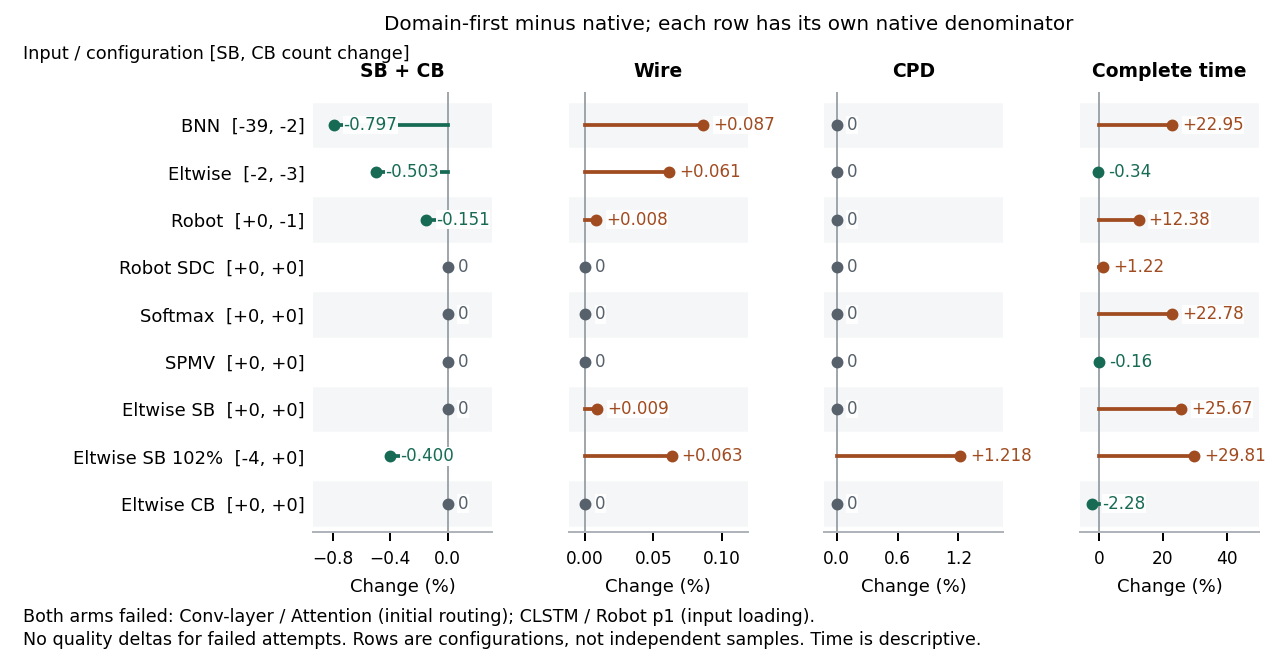 Domain-first minus native; each row has its own native denominator
Input / configuration [SB, CB count change]
SB + CB Wire CPD Complete time
BNN [-39, -2] -0.797 +0.087 0 +22.95
Eltwise [-2, -3] -0.503 +0.061 0 -0.34
Robot [+0, -1] -0.151 +0.008 0 +12.38
Robot SDC [+0, +0] 0 0 0 +1.22
Softmax [+0, +0] 0 0 0 +22.78
SPMV [+0, +0] 0 0 0 -0.16
Eltwise SB [+0, +0] 0 +0.009 0 +25.67
Eltwise SB 102% [-4, +0] -0.400 +0.063 +1.218 +29.81
Eltwise CB [+0, +0] 0 0 0 -2.28
−0.8 −0.4 0.0 0.00 0.05 0.10 0.0 0.6 1.2 0 20 40
Change (%) Change (%) Change (%) Change (%)
Both arms failed: Conv-layer / Attention (initial routing); CLSTM / Robot p1 (input loading).
No quality deltas for failed attempts. Rows are configurations, not independent samples. Time is descriptive.